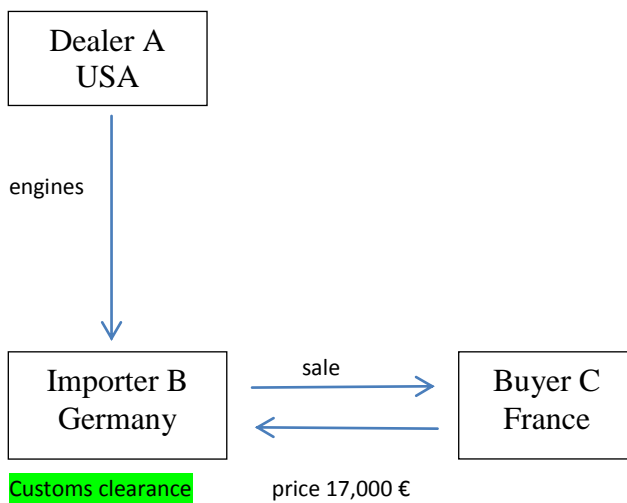 Dealer A
USA
engines
Importer B
Germany
sale
Buyer C
France
Customs clearance
price 17,000 €